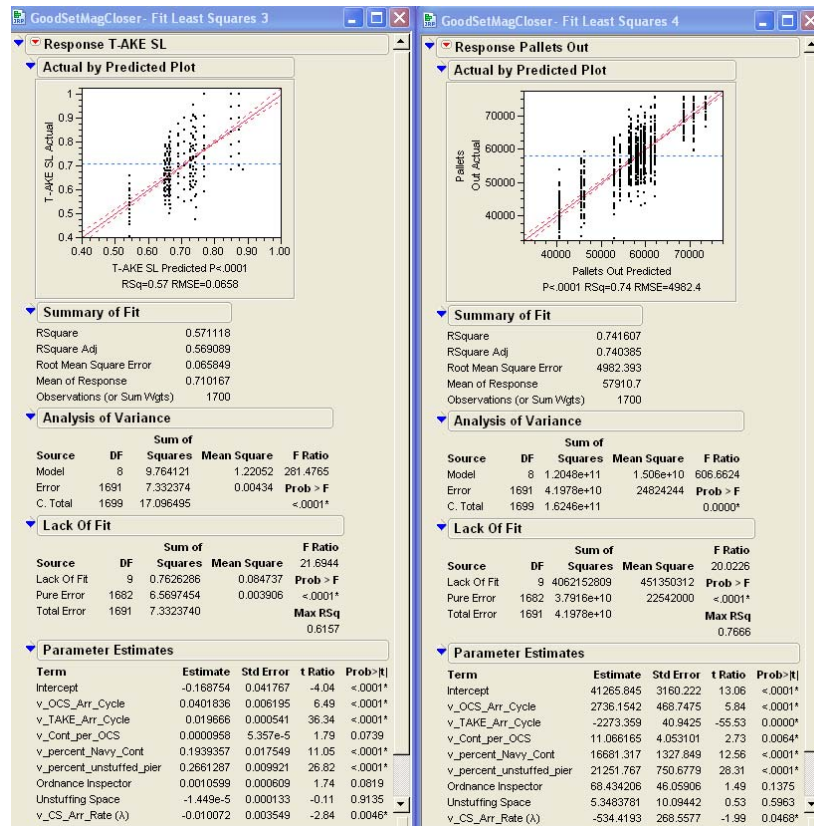 GoodSetMagCloser- Fit Least Squares 3
Response T-AKE SL
Actual by Predicted Plot
1
0.9
0.8
0.7
0.6
0.5
0.4
T-AKE SL Actual
0.40 0.50 0.60 0.70 0.80 0.90 1.00
T-AKE SL Predicted P<.0001
RSq=0.57 RMSE=0.0658
Summary of Fit
RSquare 0.571118
RSquare Adj 0.569089
Root Mean Square Error 0.065849
Mean of Response 0.710167
Observations (or Sum Wgts) 1700
Analysis of Variance
Sum of
Source DF Squares Mean Square F Ratio
Model 8 9.764121 1.22052 281.4765
Error 1691 7.332374 0.00434 Prob > F
C. Total 1699 17.096495 <.0001*
Lack Of Fit
Sum of F Ratio
Source DF Squares Mean Square 21.6944
Lack Of Fit 9 0.7626286 0.084737 Prob > F
Pure Error 1682 6.5697454 0.003906 <.0001*
Total Error 1691 7.3323740 Max RSq
0.6157
Parameter Estimates
Term Estimate Std Error t Ratio Prob>|t|
Intercept -0.168754 0.041767 -4.04 <.0001*
v_OCS_Arr_Cycle 0.0401836 0.006195 6.49 <.0001*
v_TAKE_Arr_Cycle 0.019666 0.000541 36.34 <.0001*
v_Cont_per_OCS 0.0000958 5.357e-5 1.79 0.0739
v_percent_Navy_Cont 0.1939357 0.017549 11.05 <.0001*
v_percent_unstuffed_pier 0.2661287 0.009921 26.82 <.0001*
Ordnance Inspector 0.0010599 0.000609 1.74 0.0819
Unstuffing Space -1.449e-5 0.000133 -0.11 0.9135
v_CS_Arr_Rate (λ) -0.010072 0.003549 -2.84 0.0046*
GoodSetMagCloser- Fit Least Squares 4
Response Pallets Out
Actual by Predicted Plot
70000
60000
50000
40000
Pallets
Out Actual
40000 50000 60000 70000
Pallets Out Predicted
P<.0001 RSq=0.74 RMSE=4982.4
Summary of Fit
RSquare 0.741607
RSquare Adj 0.740385
Root Mean Square Error 4982.393
Mean of Response 57910.7
Observations (or Sum Wgts) 1700
Analysis of Variance
Sum of
Source DF Squares Mean Square F Ratio
Model 8 1.2048e+11 1.506e+10 606.6624
Error 1691 4.1978e+10 24824244 Prob > F
C. Total 1699 1.6246e+11 0.0000*
Lack Of Fit
Sum of F Ratio
Source DF Squares Mean Square 20.0226
Lack Of Fit 9 4062152809 451350312 Prob > F
Pure Error 1682 3.7916e+10 22542000 <.0001*
Total Error 1691 4.1978e+10 Max RSq
0.7666
Parameter Estimates
Term Estimate Std Error t Ratio Prob>|t|
Intercept 41265.845 3160.222 13.06 <.0001*
v_OCS_Arr_Cycle 2736.1542 468.7475 5.84 <.0001*
v_TAKE_Arr_Cycle -2273.359 40.9425 -55.53 0.0000*
v_Cont_per_OCS 11.066165 4.053101 2.73 0.0064*
v_percent_Navy_Cont 16681.317 1327.849 12.56 <.0001*
v_percent_unstuffed_pier 21251.767 750.6779 28.31 <.0001*
Ordnance Inspector 68.434206 46.05906 1.49 0.1375
Unstuffing Space 5.3483781 10.09442 0.53 0.5963
v_CS_Arr_Rate (λ) -534.4193 268.5577 -1.99 0.0468*